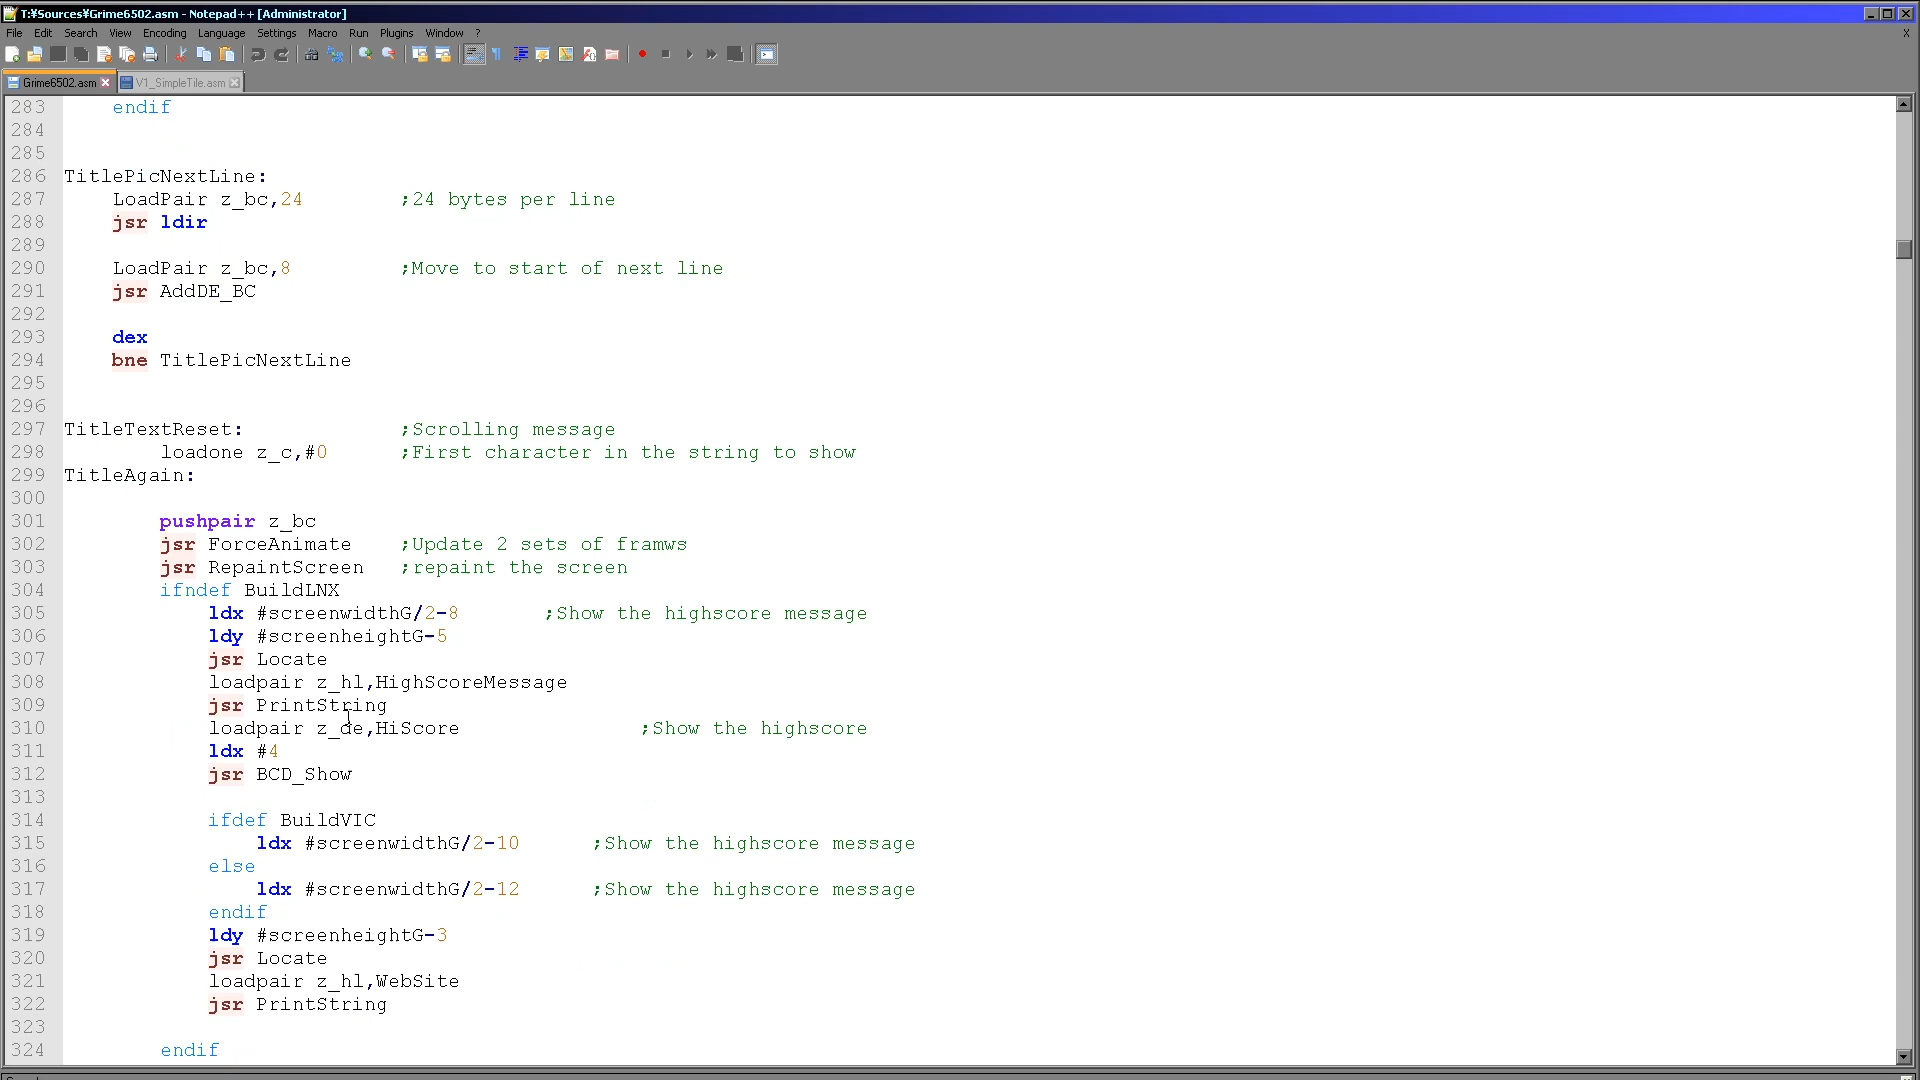 T:¥Sources¥Grime6502.asm - Notepad++ [Administrator]
File Edit Search View Encoding Language Settings Macro Run Plugins Window ? X
Grime6502.asm V1_SimpleTile.asm
283 endif
284
285
286 TitlePicNextLine:
287 LoadPair z_bc,24 ;24 bytes per line
288 jsr ldir
289
290 LoadPair z_bc,8 ;Move to start of next line
291 jsr AddDE_BC
292
293 dex
294 bne TitlePicNextLine
295
296
297 TitleTextReset: ;Scrolling message
298 loadone z_c,#0 ;First character in the string to show
299 TitleAgain:
300
301 pushpair z_bc
302 jsr ForceAnimate ;Update 2 sets of framws
303 jsr RepaintScreen ;repaint the screen
304 ifndef BuildLNX
305 ldx #screenwidthG/2-8 ;Show the highscore message
306 ldy #screenheightG-5
307 jsr Locate
308 loadpair z_hl,HighScoreMessage
309 jsr PrintString
310 loadpair z_de,HiScore ;Show the highscore
311 ldx #4
312 jsr BCD_Show
313
314 ifdef BuildVIC
315 ldx #screenwidthG/2-10 ;Show the highscore message
316 else
317 ldx #screenwidthG/2-12 ;Show the highscore message
318 endif
319 ldy #screenheightG-3
320 jsr Locate
321 loadpair z_hl,WebSite
322 jsr PrintString
323
324 endif